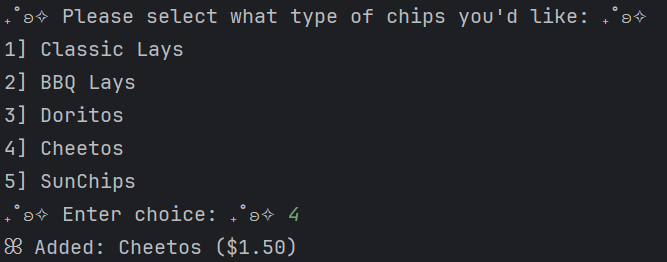 ₊˚ʚ✧ Please select what type of chips you'd like: ₊˚ʚ✧
1] Classic Lays
2] BBQ Lays
3] Doritos
4] Cheetos
5] SunChips
₊˚ʚ✧ Enter choice: ₊˚ʚ✧ 4
ꕤ Added: Cheetos ($1.50)